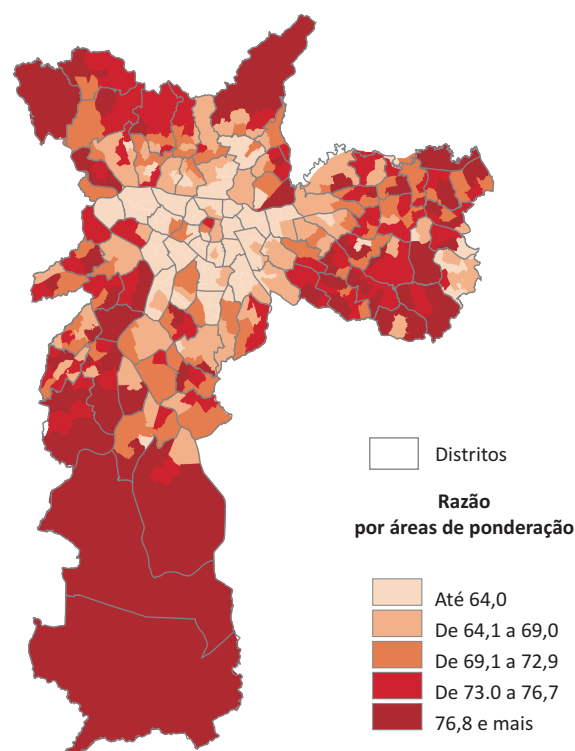 Distritos
Razão
por áreas de ponderação
Até 64,0
De 64,1 a 69,0
De 69,1 a 72,9
De 73.0 a 76,7
76,8 e mais